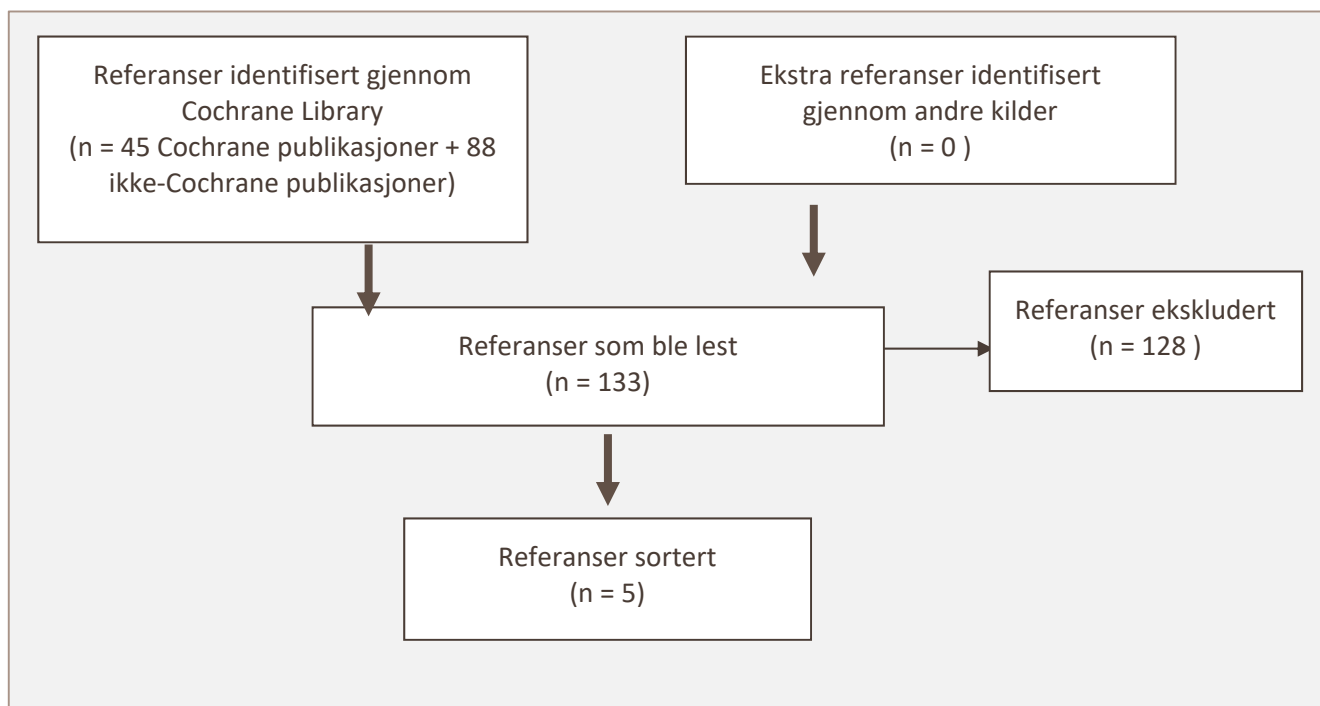 Referanser identifisert gjennom
Cochrane Library
(n = 45 Cochrane publikasjoner + 88
ikke-Cochrane publikasjoner)
Ekstra referanser identifisert
gjennom andre kilder
(n = 0 )
Referanser som ble lest
(n = 133)
Referanser ekskludert
(n = 128 )
Referanser sortert
(n = 5)